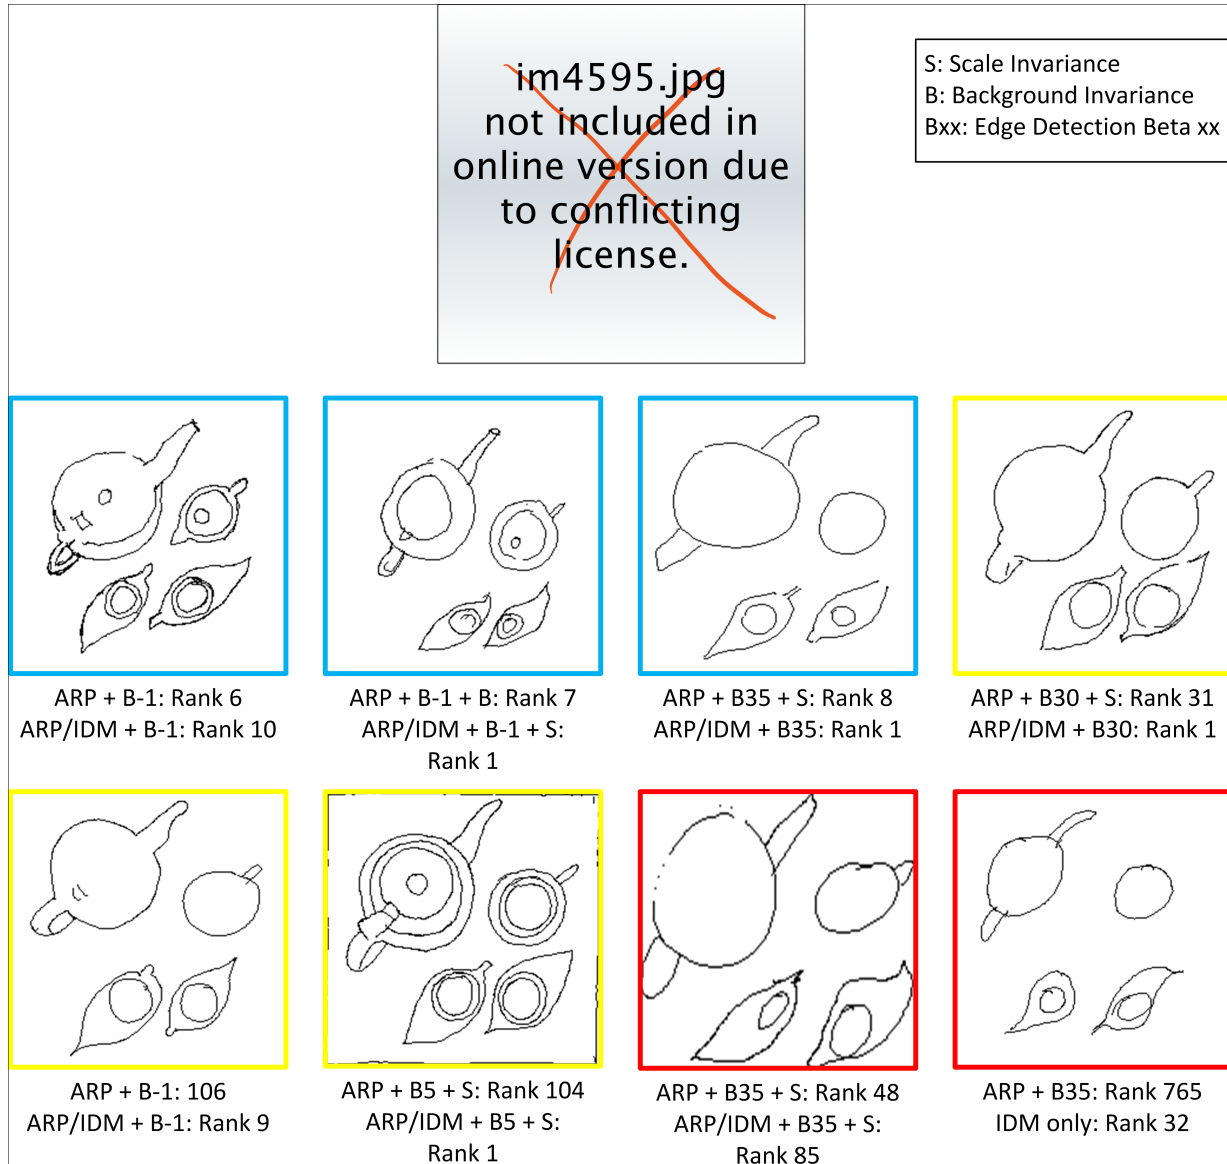 im4595.jpg
not included in
online version due
to conflicting
license.
S: Scale Invariance
B: Background Invariance
Bxx: Edge Detection Beta xx
ARP + B-1: Rank 6
ARP/IDM + B-1: Rank 10
ARP + B-1 + B: Rank 7
ARP/IDM + B-1 + S:
Rank 1
ARP + B35 + S: Rank 8
ARP/IDM + B35: Rank 1
ARP + B30 + S: Rank 31
ARP/IDM + B30: Rank 1
ARP + B-1: 106
ARP/IDM + B-1: Rank 9
ARP + B5 + S: Rank 104
ARP/IDM + B5 + S:
Rank 1
ARP + B35 + S: Rank 48
ARP/IDM + B35 + S:
Rank 85
ARP + B35: Rank 765
IDM only: Rank 32